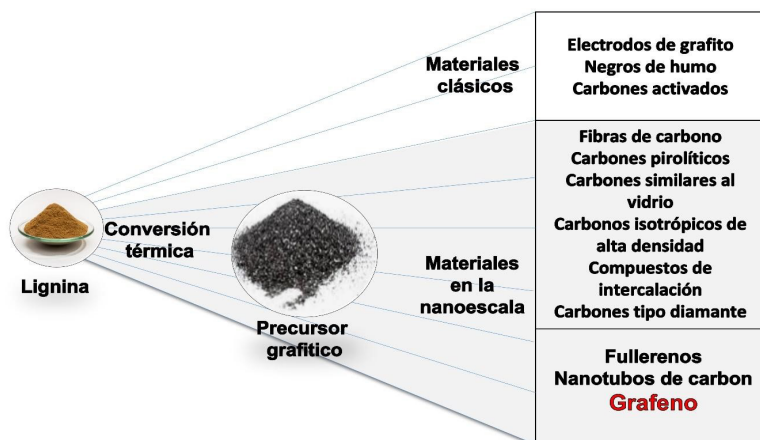 Lignina
Conversión
térmica
Precursor
grafitico
Materiales
clásicos
Materiales
en la
nanoescala
Electrodos de grafito
Negros de humo
Carbones activados
Fibras de carbono
Carbones pirolíticos
Carbones similares al
vidrio
Carbonos isotrópicos de
alta densidad
Compuestos de
intercalación
Carbones tipo diamante
Fullerenos
Nanotubos de carbon
Grafeno